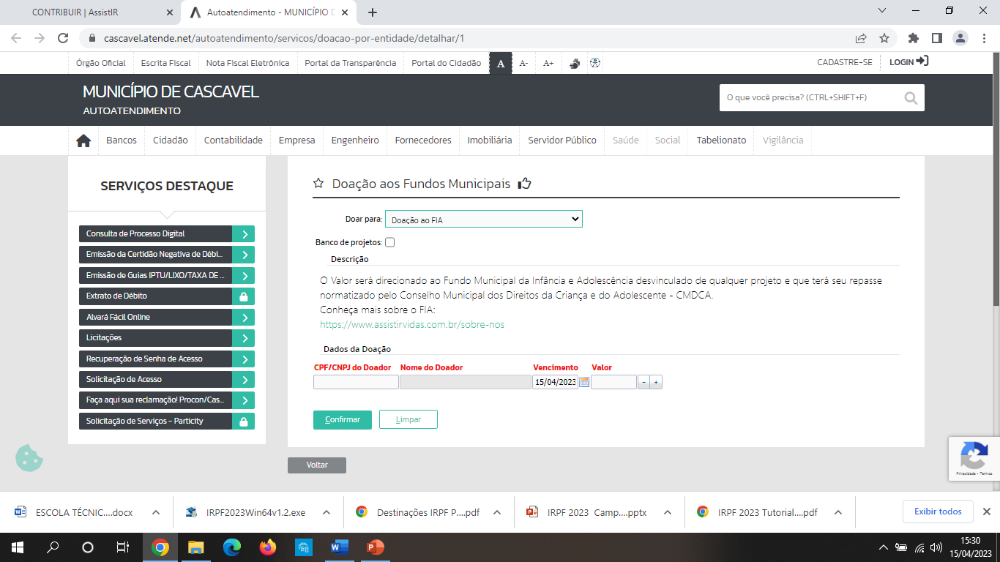 CONTRIBUIR | AssistIR
Autoatendimento - MUNICÍPIO D
cascavel.atende.net/autoatendimento/servicos/doacao-por-entidade/detalhar/1
Órgão Oficial
Escrita Fiscal
Nota Fiscal Eletrônica
Portal da Transparência
Portal do Cidadão
A
A-
A+
CADASTRE-SE
LOGIN
MUNICÍPIO DE CASCAVEL
AUTOATENDIMENTO
O que você precisa? (CTRL+SHIFT+F)
Bancos
Cidadão
Contabilidade
Empresa
Engenheiro
Fornecedores
Imobiliária
Servidor Público
Saúde
Social
Tabelionato
Vigilância
SERVIÇOS DESTAQUE
Consulta de Processo Digital
Emissão da Certidão Negativa de Débi...
Emissão de Guias IPTU/LIXO/TAXA DE ...
Extrato de Débito
Alvará Fácil Online
Licitações
Recuperação de Senha de Acesso
Solicitação de Acesso
Faça aqui sua reclamação! Procon/Cas...
Solicitação de Serviços - Particity
Doação aos Fundos Municipais
Doar para: Doação ao FIA
Banco de projetos:
Descrição
O Valor será direcionado ao Fundo Municipal da Infância e Adolescência desvinculado de qualquer projeto e que terá seu repasse
normatizado pelo Conselho Municipal dos Direitos da Criança e do Adolescente - CMDCA.
Conheça mais sobre o FIA:
https://www.assistirvidas.com.br/sobre-nos
Dados da Doação
CPF/CNPJ do Doador Nome do Doador Vencimento Valor
15/04/2023 - +
Confirmar
Limpar
Voltar
Privacidade - Termos
ESCOLA TÉCNIC....docx
IRPF2023Win64v1.2.exe
Destinações IRPF P....pdf
IRPF 2023 Camp....pptx
IRPF 2023 Tutorial....pdf
Exibir todos
15:30
15/04/2023